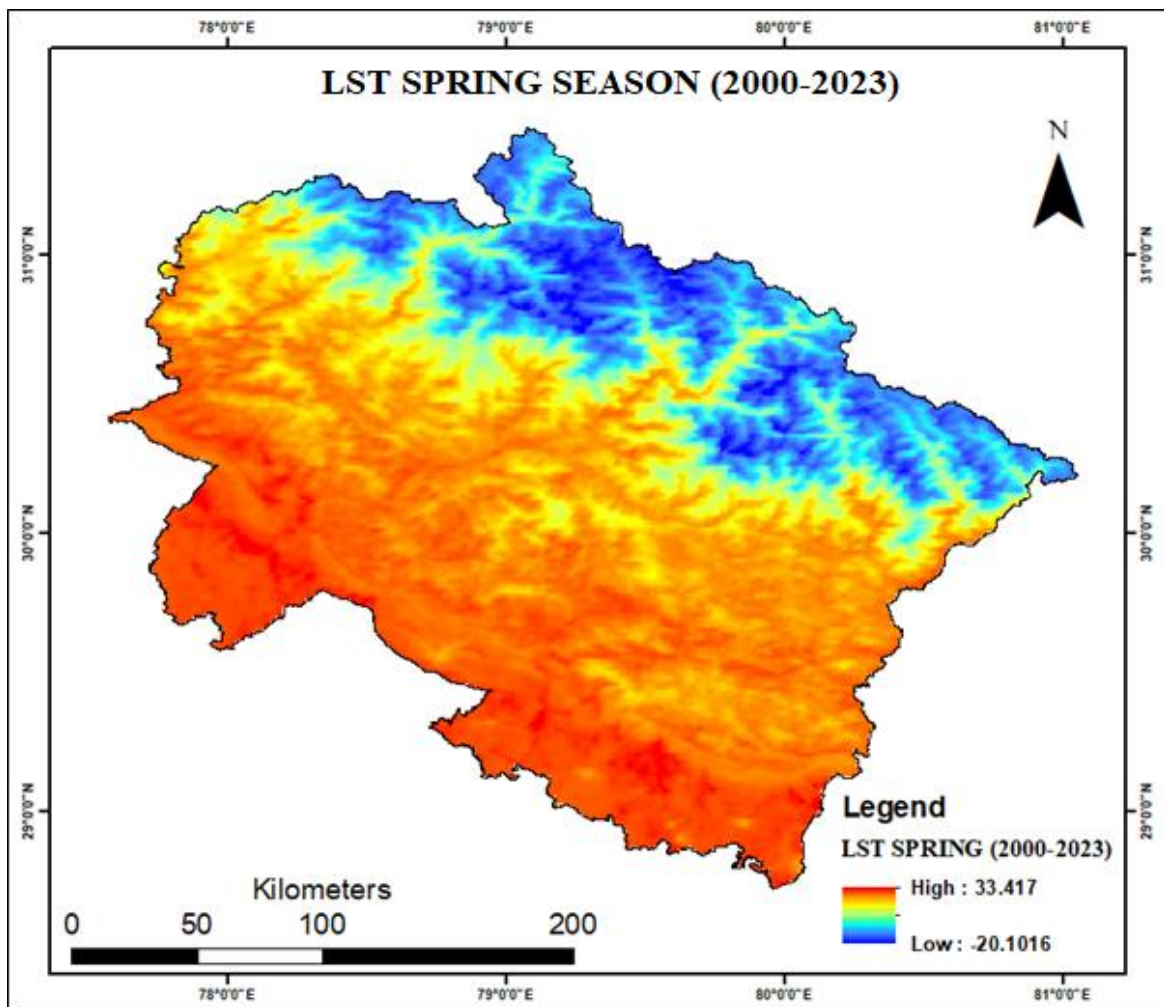 78°0'0"E 79°0'0"E 80°0'0"E 81°0'0"E
LST SPRING SEASON (2000-2023)
N
31°0'0"N 31°0'0"N
30°0'0"N 30°0'0"N
29°0'0"N 29°0'0"N
Legend
LST SPRING (2000-2023)
High : 33.417
Low : -20.1016
Kilometers
0 50 100 200
78°0'0"E 79°0'0"E 80°0'0"E 81°0'0"E